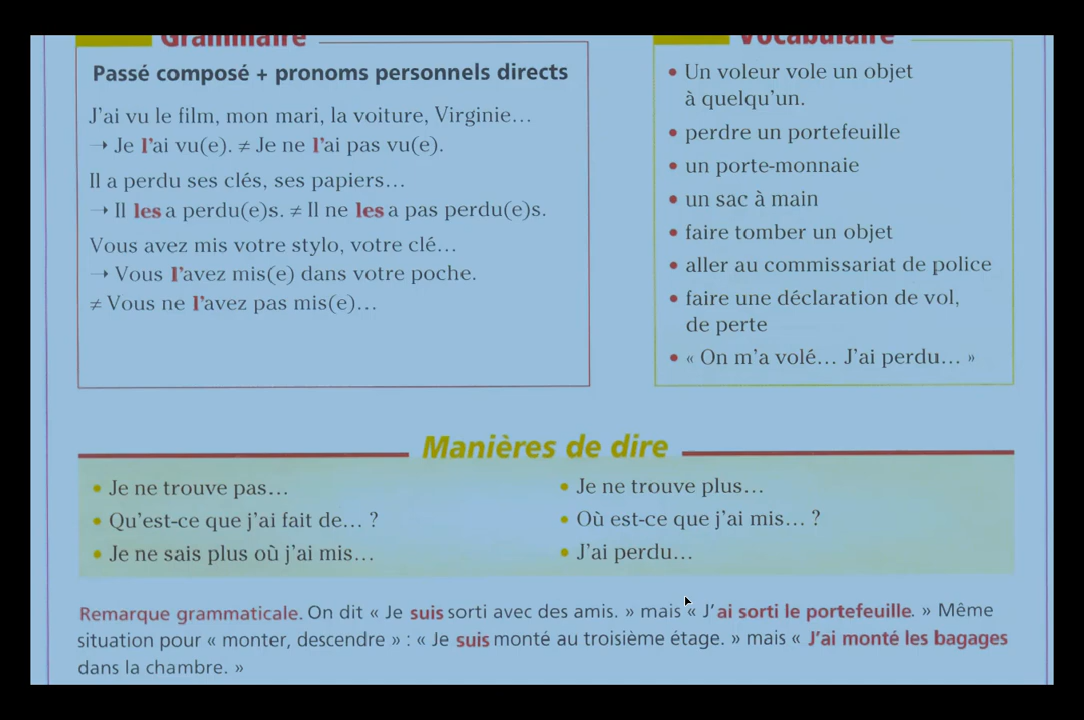 Grammaire
Passé composé + pronoms personnels directs
J'ai vu le film, mon mari, la voiture, Virginie…
→ Je l'ai vu(e). ≠ Je ne l'ai pas vu(e).
Il a perdu ses clés, ses papiers…
→ Il les a perdu(e)s. ≠ Il ne les a pas perdu(e)s.
Vous avez mis votre stylo, votre clé…
→ Vous l'avez mis(e) dans votre poche.
≠ Vous ne l'avez pas mis(e)…
Vocabulaire
• Un voleur vole un objet
à quelqu'un.
• perdre un portefeuille
• un porte-monnaie
• un sac à main
• faire tomber un objet
• aller au commissariat de police
• faire une déclaration de vol,
de perte
• « On m'a volé… J'ai perdu… »
Manières de dire
• Je ne trouve pas…
• Qu'est-ce que j'ai fait de… ?
• Je ne sais plus où j'ai mis…
• Je ne trouve plus…
• Où est-ce que j'ai mis… ?
• J'ai perdu…
Remarque grammaticale. On dit « Je suis sorti avec des amis. » mais « J'ai sorti le portefeuille. » Même
situation pour « monter, descendre » : « Je suis monté au troisième étage. » mais « J'ai monté les bagages
dans la chambre. »